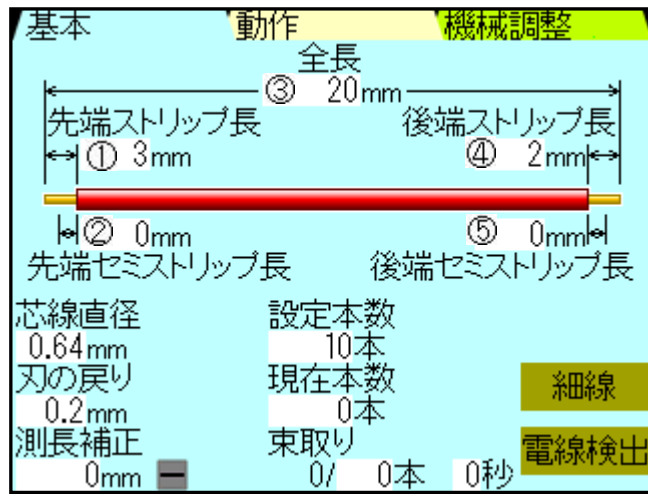 基本 動作 機械調整
全長
③ 20mm
先端ストリップ長 後端ストリップ長
① 3mm ④ 2mm
② 0mm ⑤ 0mm
先端セミストリップ長 後端セミストリップ長
芯線直径 設定本数
0.64mm 10本
刃の戻り 現在本数 細線
0.2mm 0本
測長補正 束取り 電線検出
0mm ー 0/ 0本 0秒